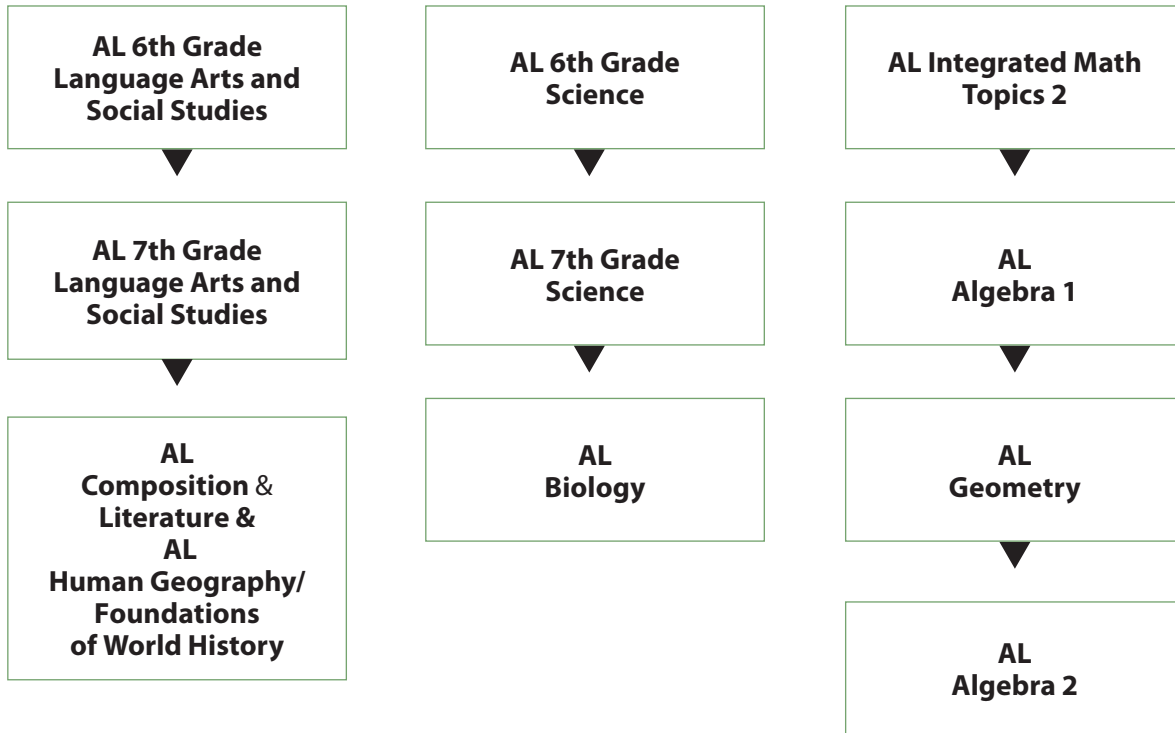 AL 6th Grade
Language Arts and
Social Studies
AL 7th Grade
Language Arts and
Social Studies
AL
Composition &
Literature &
AL
Human Geography/
Foundations
of World History
AL 6th Grade
Science
AL 7th Grade
Science
AL
Biology
AL Integrated Math
Topics 2
AL
Algebra 1
AL
Geometry
AL
Algebra 2